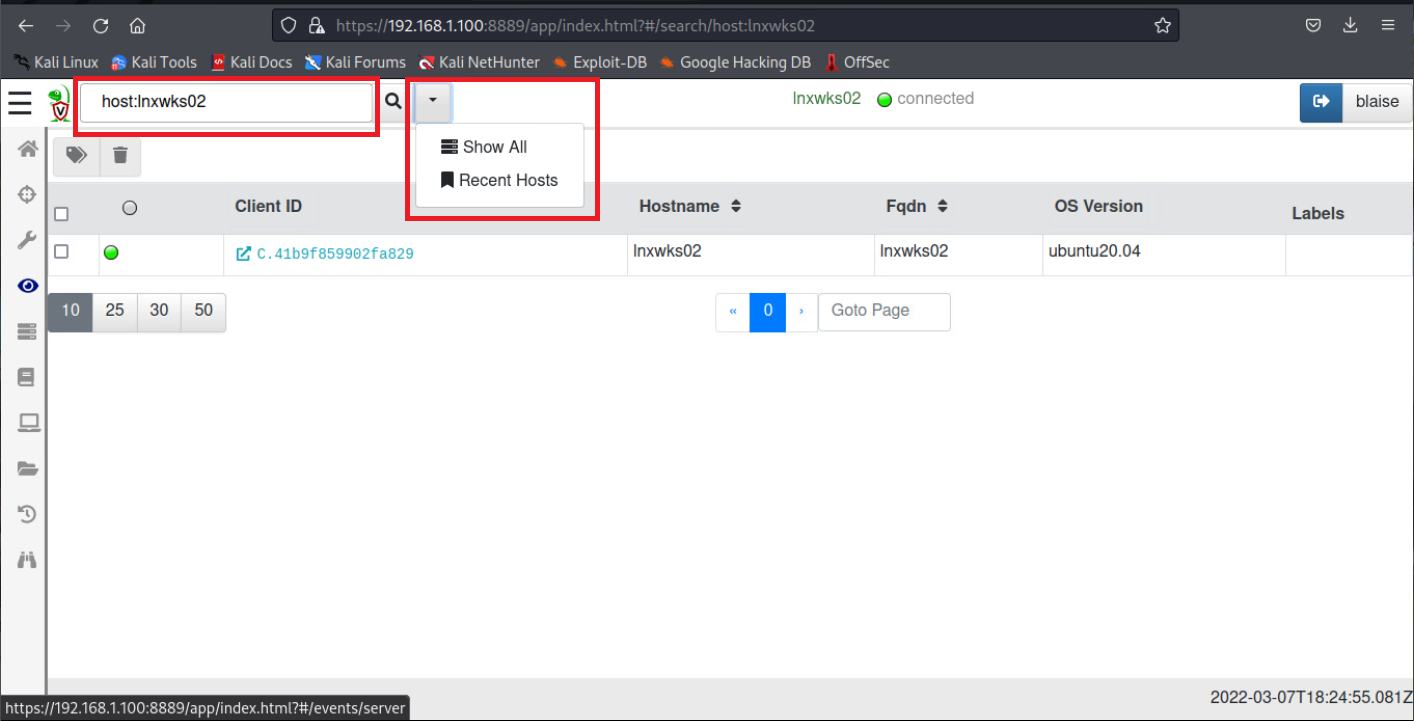 https://192.168.1.100:8889/app/index.html?#/search/host:lnxwks02
Kali Linux Kali Tools Kali Docs Kali Forums Kali NetHunter Exploit-DB Google Hacking DB OffSec
V host:lnxwks02 lnxwks02 connected blaise
Show All
Recent Hosts
Client ID Hostname Fqdn OS Version Labels
C.41b9f859902fa829 lnxwks02 lnxwks02 ubuntu20.04
10 25 30 50 « 0 › Goto Page
2022-03-07T18:24:55.081Z
https://192.168.1.100:8889/app/index.html?#/events/server